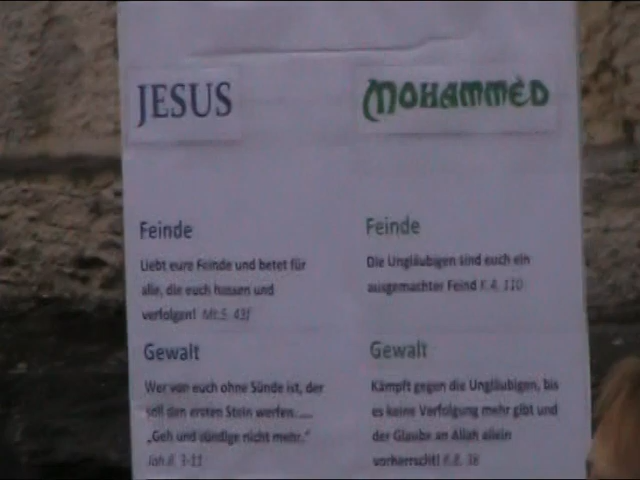 JESUS
MOHAMMED
Feinde
Liebt eure Feinde und betet für
alle, die euch hassen und
verfolgen! Mt.5. 43f
Feinde
Die Ungläubigen sind euch ein
ausgemachter Feind K.4. 110
Gewalt
Wer von euch ohne Sünde ist, der
soll den ersten Stein werfen.....
„Geh und sündige nicht mehr."
Joh.8. 3-11
Gewalt
Kämpft gegen die Ungläubigen, bis
es keine Verfolgung mehr gibt und
der Glaube an Allah allein
vorherrscht! K.8. 38